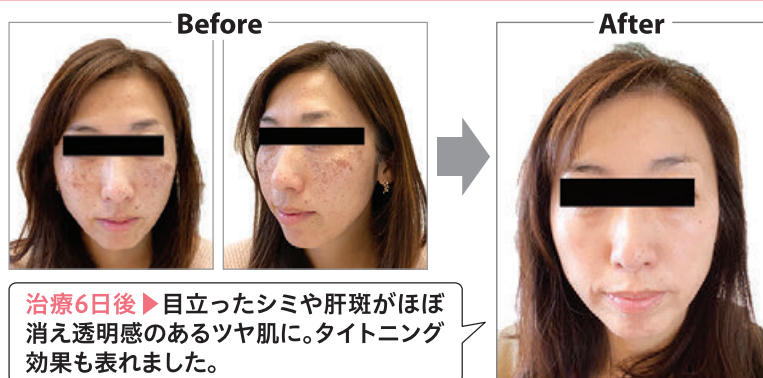 Before
After
治療6日後▶目立ったシミや肝斑がほぼ
消え透明感のあるツヤ肌に。タイトニング
効果も表れました。